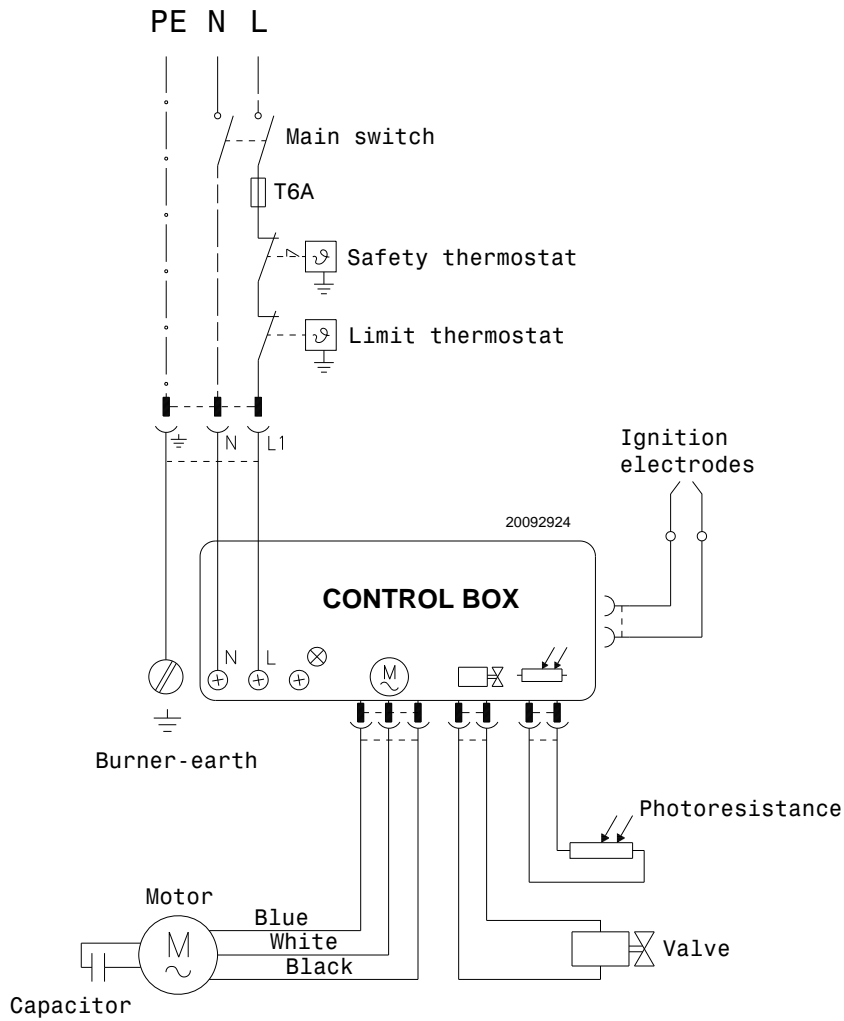 PE N L
Main switch
T6A
Safety thermostat
Limit thermostat
N L1
Ignition
electrodes
20092924
CONTROL BOX
N L
M
Burner-earth
Photoresistance
Motor
Blue
M
White
Black
Valve
Capacitor